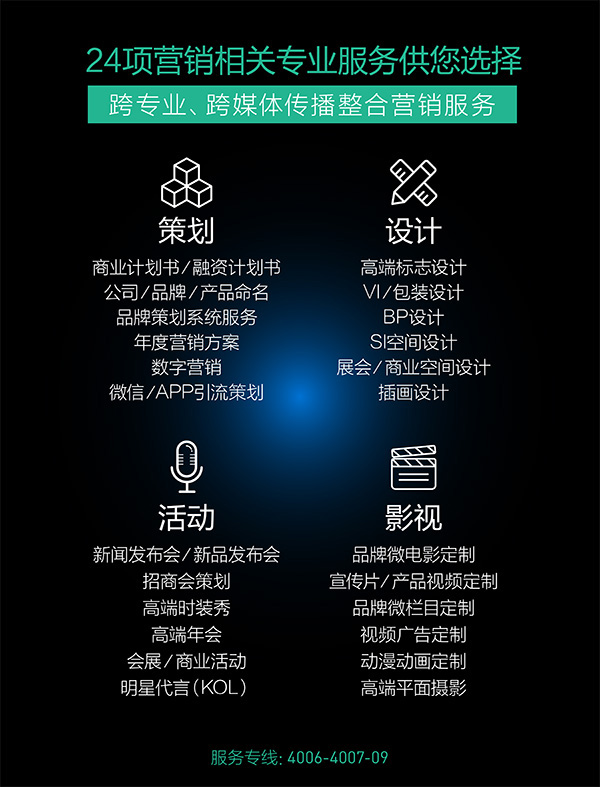 24项营销相关专业服务供您选择
跨专业、跨媒体传播整合营销服务
策划
商业计划书/融资计划书
公司/品牌/产品命名
品牌策划系统服务
年度营销方案
数字营销
微信/APP引流策划
设计
高端标志设计
VI/包装设计
BP设计
SI空间设计
展会/商业空间设计
插画设计
活动
新闻发布会/新品发布会
招商会策划
高端时装秀
高端年会
会展/商业活动
明星代言(KOL)
影视
品牌微电影定制
宣传片/产品视频定制
品牌微栏目定制
视频广告定制
动漫动画定制
高端平面摄影
服务专线: 4006-4007-09